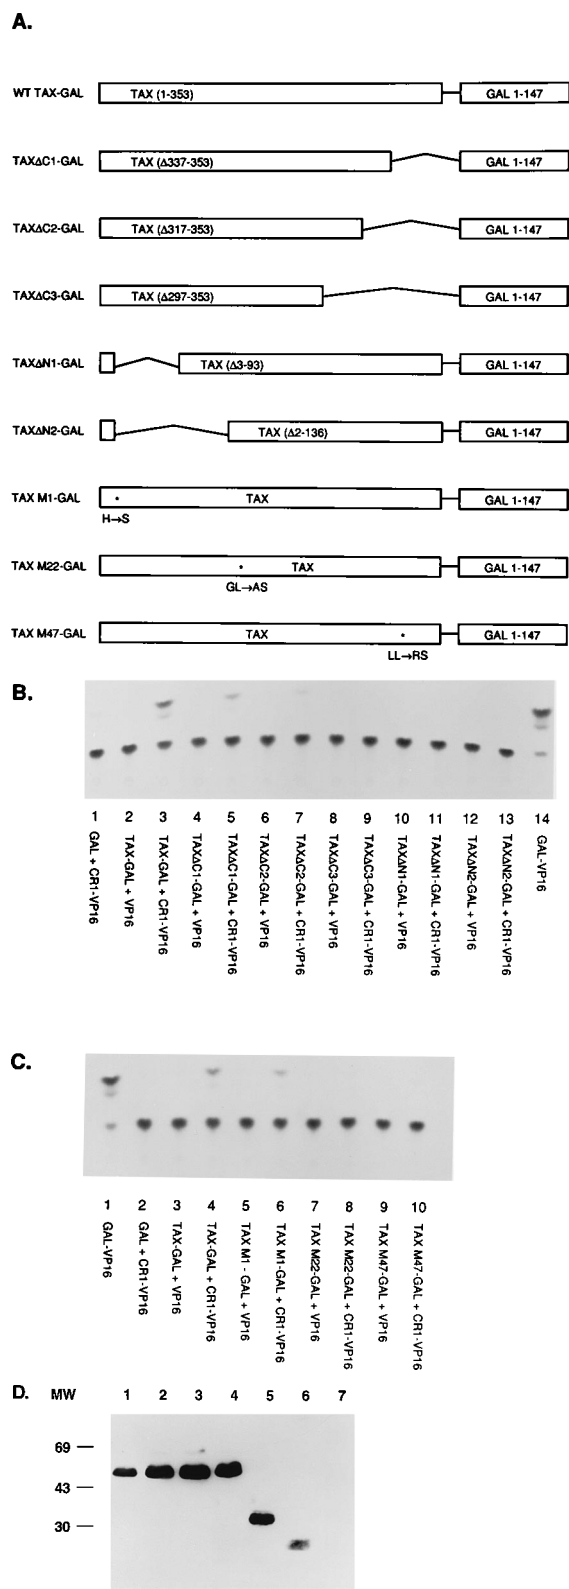 A.
WT TAX-GAL TAX (1-353) GAL 1-147
TAXΔC1-GAL TAX (Δ337-353) GAL 1-147
TAXΔC2-GAL TAX (Δ317-353) GAL 1-147
TAXΔC3-GAL TAX (Δ297-353) GAL 1-147
TAXΔN1-GAL TAX (Δ3-93) GAL 1-147
TAXΔN2-GAL TAX (Δ2-136) GAL 1-147
TAX M1-GAL TAX GAL 1-147
H→S
TAX M22-GAL TAX GAL 1-147
GL→AS
TAX M47-GAL TAX GAL 1-147
LL→RS
B.
1 2 3 4 5 6 7 8 9 10 11 12 13 14
GAL + CR1-VP16
TAX-GAL + VP16
TAX-GAL + CR1-VP16
TAXΔC1-GAL + VP16
TAXΔC1-GAL + CR1-VP16
TAXΔC2-GAL + VP16
TAXΔC2-GAL + CR1-VP16
TAXΔC3-GAL + VP16
TAXΔC3-GAL + CR1-VP16
TAXΔN1-GAL + VP16
TAXΔN1-GAL + CR1-VP16
TAXΔN2-GAL + VP16
TAXΔN2-GAL + CR1-VP16
GAL-VP16
C.
1 2 3 4 5 6 7 8 9 10
GAL-VP16
GAL + CR1-VP16
TAX-GAL + VP16
TAX-GAL + CR1-VP16
TAX M1 - GAL + VP16
TAX M1-GAL + CR1-VP16
TAX M22-GAL + VP16
TAX M22-GAL + CR1-VP16
TAX M47-GAL + VP16
TAX M47-GAL + CR1-VP16
D. MW 1 2 3 4 5 6 7
69
43
30